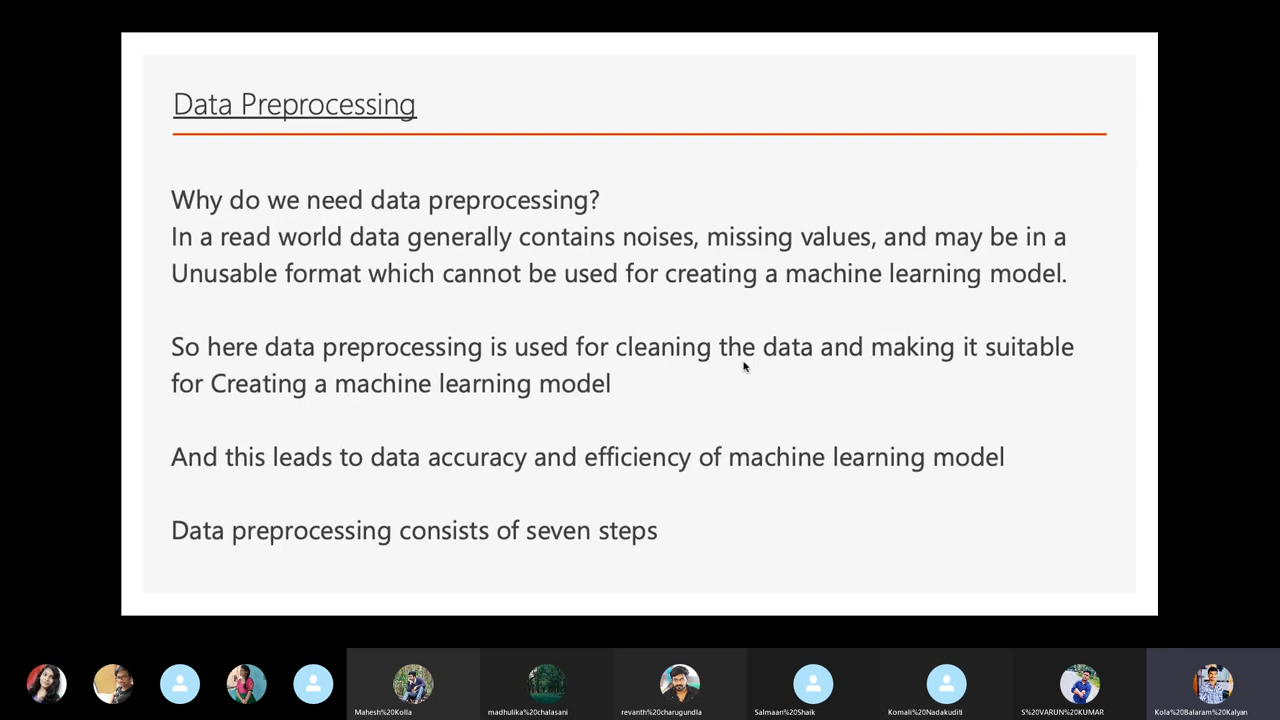 Data Preprocessing
Why do we need data preprocessing?
In a read world data generally contains noises, missing values, and may be in a
Unusable format which cannot be used for creating a machine learning model.
So here data preprocessing is used for cleaning the data and making it suitable
for Creating a machine learning model
And this leads to data accuracy and efficiency of machine learning model
Data preprocessing consists of seven steps
Mahesh%20Kolla
madhulika%20chalasani
revanth%20charugundla
Salmaan%20Shaik
Komali%20Nadakuditi
S%20VARUN%20KUMAR
Kola%20Balaram%20Kalyan